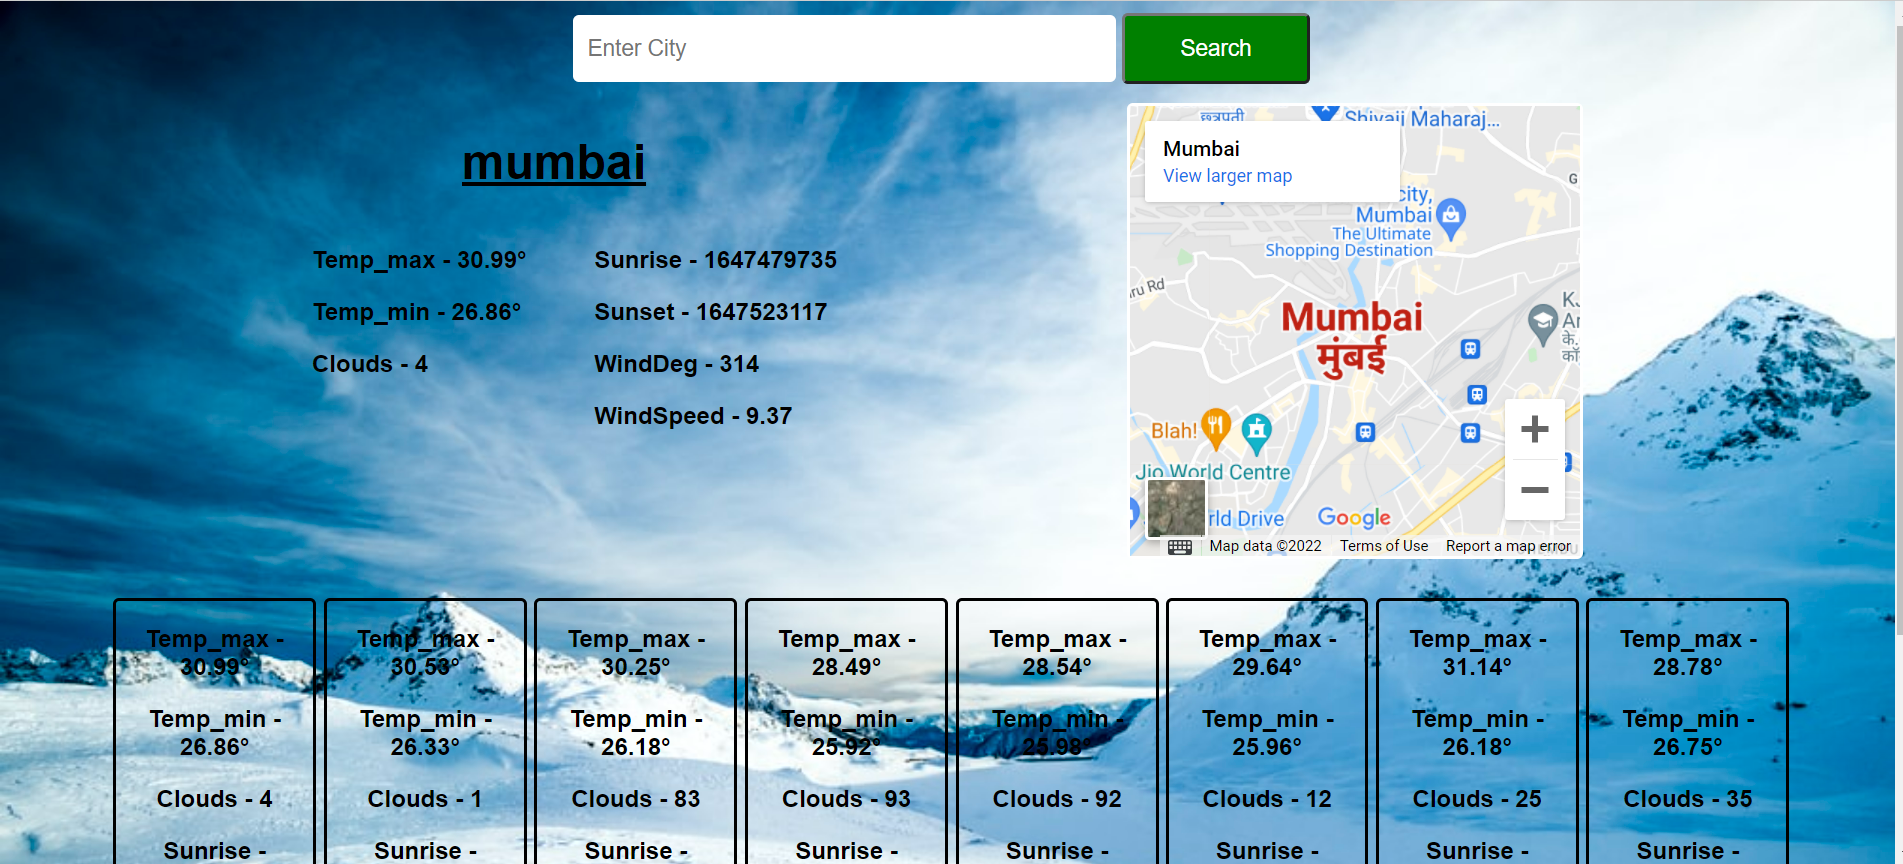 Enter City
Search
mumbai
Temp_max - 30.99°
Temp_min - 26.86°
Clouds - 4
Sunrise - 1647479735
Sunset - 1647523117
WindDeg - 314
WindSpeed - 9.37
छत्रपती
Shivaji Maharaj...
Mumbai
View larger map
city,
Mumbai
The Ultimate
Shopping Destination
Rd
Mumbai
मुंबई
Blah!
Jio World Centre
Drive
Google
Map data ©2022
Terms of Use
Report a map error
Temp_max -
30.99°
Temp_min -
26.86°
Clouds - 4
Sunrise -
Temp_max -
30.53°
Temp_min -
26.33°
Clouds - 1
Sunrise -
Temp_max -
30.25°
Temp_min -
26.18°
Clouds - 83
Sunrise -
Temp_max -
28.49°
Temp_min -
25.92°
Clouds - 93
Sunrise -
Temp_max -
28.54°
Temp_min -
25.98°
Clouds - 92
Sunrise -
Temp_max -
29.64°
Temp_min -
25.96°
Clouds - 12
Sunrise -
Temp_max -
31.14°
Temp_min -
26.18°
Clouds - 25
Sunrise -
Temp_max -
28.78°
Temp_min -
26.75°
Clouds - 35
Sunrise -